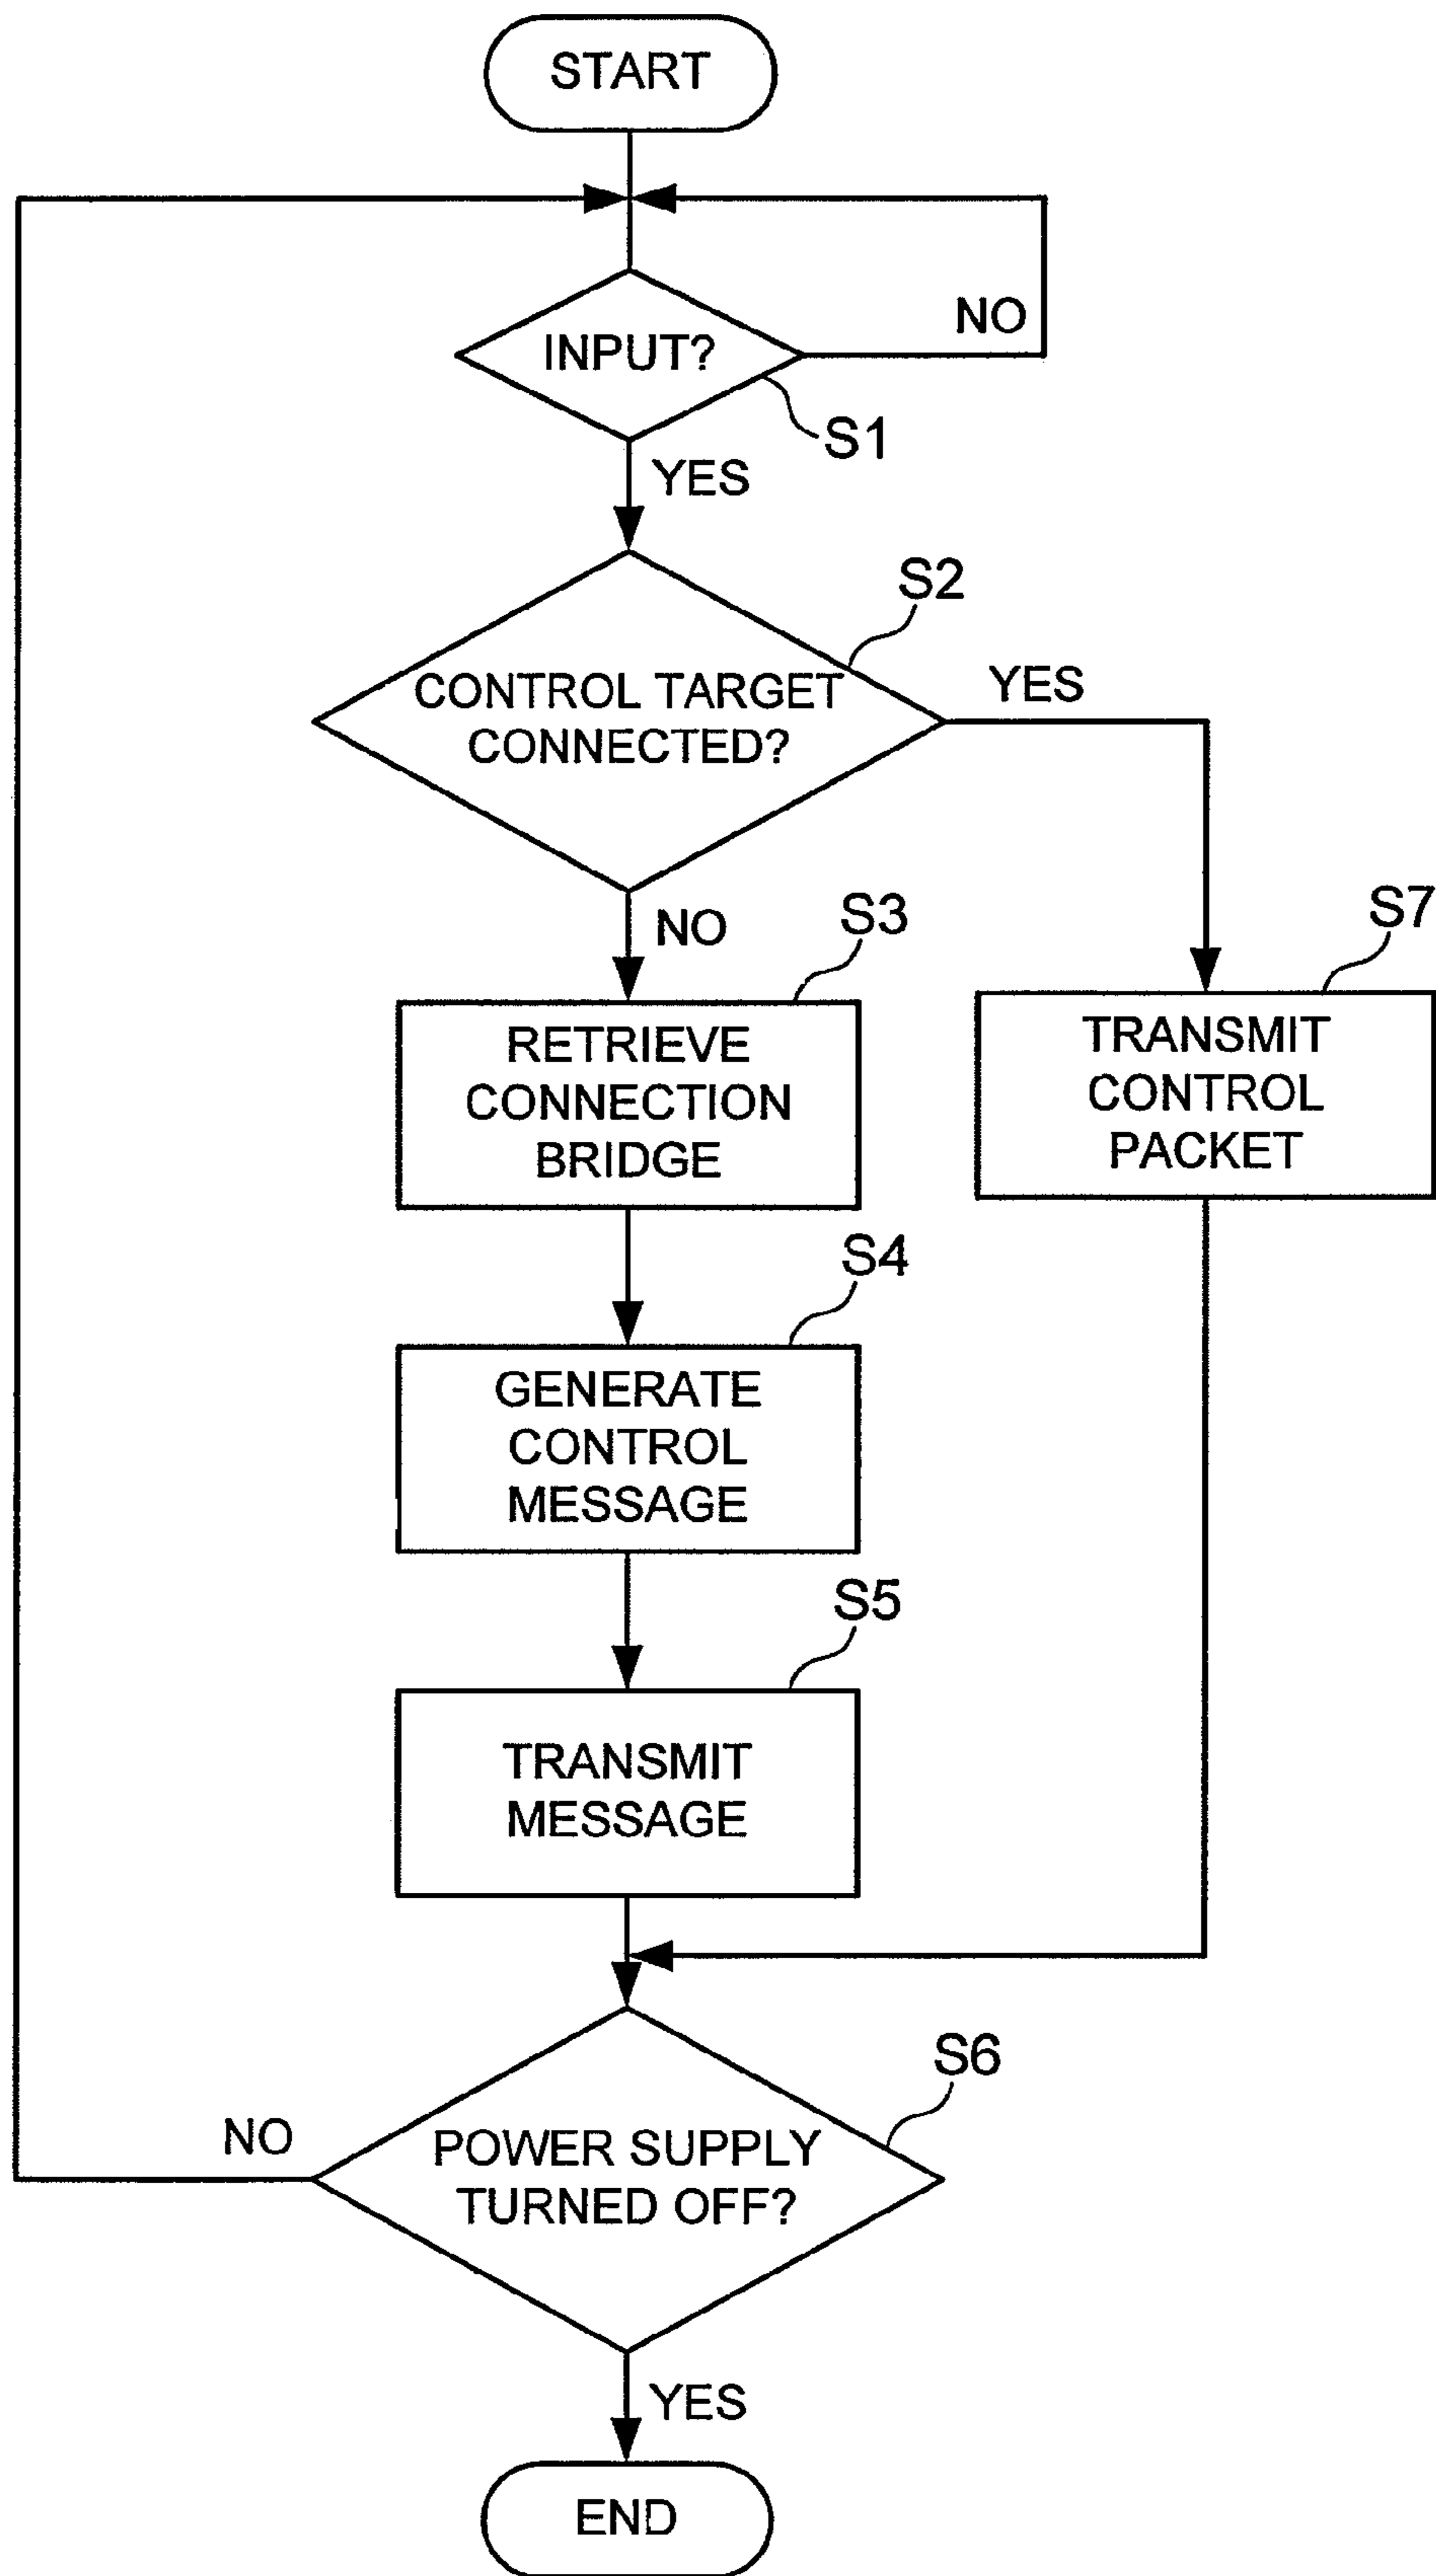 START
INPUT?
NO
S1
YES
S2
CONTROL TARGET
CONNECTED?
YES
NO
S3
S7
RETRIEVE
CONNECTION
BRIDGE
TRANSMIT
CONTROL
PACKET
S4
GENERATE
CONTROL
MESSAGE
S5
TRANSMIT
MESSAGE
S6
NO
POWER SUPPLY
TURNED OFF?
YES
END